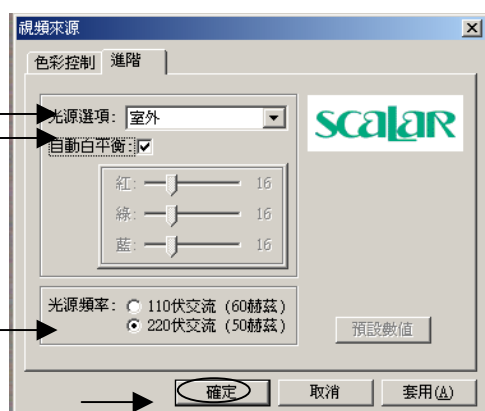 視頻來源
色彩控制 進階
光源選項: 室外
scalar
自動白平衡:
紅: 16
綠: 16
藍: 16
光源頻率: 110伏交流 (60赫茲)
220伏交流 (50赫茲)
預設數值
確定 取消 套用(A)